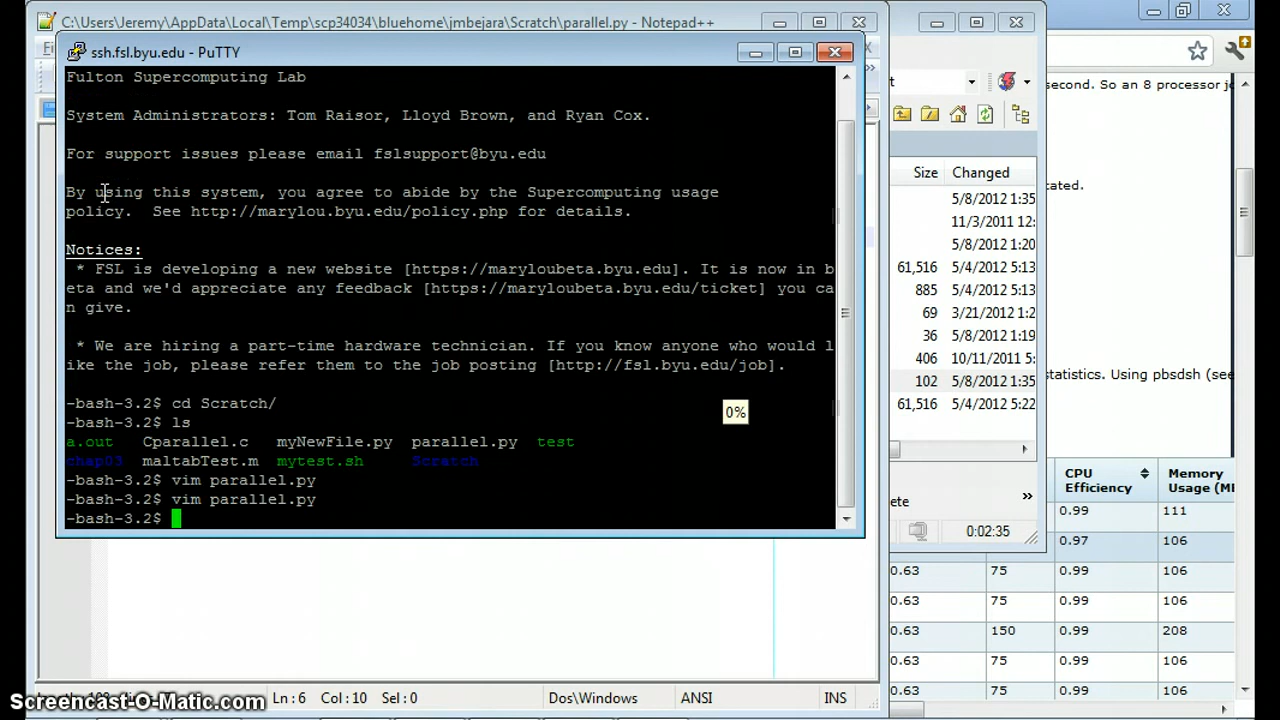 C:\Users\Jeremy\AppData\Local\Temp\scp34034\bluehome\jmbejara\Scratch\parallel.py - Notepad++
ssh.fsl.byu.edu - PuTTY
Fulton Supercomputing Lab
System Administrators: Tom Raisor, Lloyd Brown, and Ryan Cox.
For support issues please email fslsupport@byu.edu
By using this system, you agree to abide by the Supercomputing usage
policy.  See http://marylou.byu.edu/policy.php for details.
Notices:
* FSL is developing a new website [https://maryloubeta.byu.edu]. It is now in b
eta and we'd appreciate any feedback [https://maryloubeta.byu.edu/ticket] you ca
n give.
* We are hiring a part-time hardware technician. If you know anyone who would l
ike the job, please refer them to the job posting [http://fsl.byu.edu/job].
-bash-3.2$ cd Scratch/
-bash-3.2$ ls
a.out Cparallel.c myNewFile.py parallel.py test
chap03 maltabTest.m mytest.sh Scratch
-bash-3.2$ vim parallel.py
-bash-3.2$ vim parallel.py
-bash-3.2$
0%
Ln:6 Col:10 Sel:0
Dos\Windows
ANSI
INS
t
Size Changed
5/8/2012 1:35
11/3/2011 12:
5/8/2012 1:20
61,516 5/4/2012 5:13
885 5/4/2012 5:13
69 3/21/2012 1:
36 5/8/2012 1:19
406 10/11/2011 5:
102 5/8/2012 1:35
61,516 5/4/2012 5:22
ete »
0:02:35
second. So an 8 processor jo
cated.
statistics. Using pbsdsh (see
CPU Efficiency Memory Usage (M
0.99 111
0.97 106
0.63 75 0.99 106
0.63 75 0.99 106
0.63 150 0.99 208
0.63 75 0.99 106
0.63 75 0.99 106
Screencast-O-Matic.com